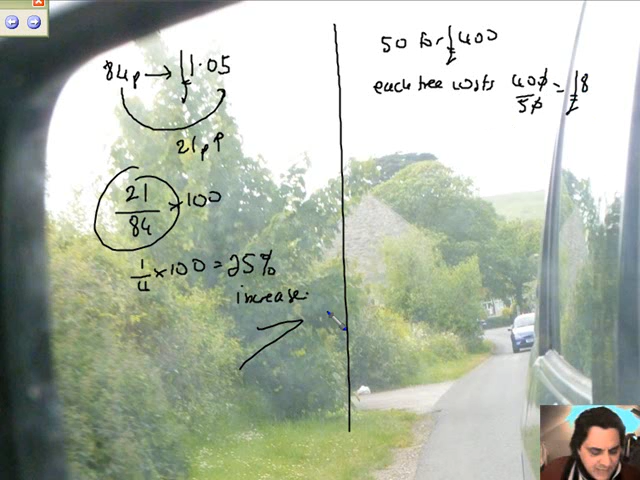 84p → £1.05
21p↑
21/84 × 100
1/4 × 100 = 25%
increase.
50 for £400
each tree costs 400/50 = £8